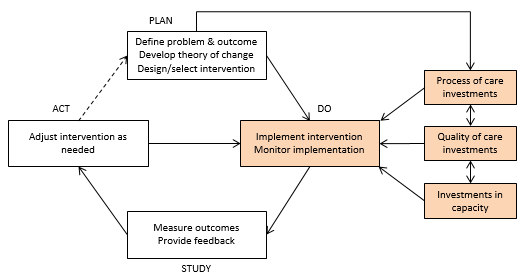 PLAN
Define problem & outcome
Develop theory of change
Design/select intervention
Process of care
investments
ACT
DO
Adjust intervention as
needed
Implement intervention
Monitor implementation
Quality of care
investments
Investments in
capacity
Measure outcomes
Provide feedback
STUDY